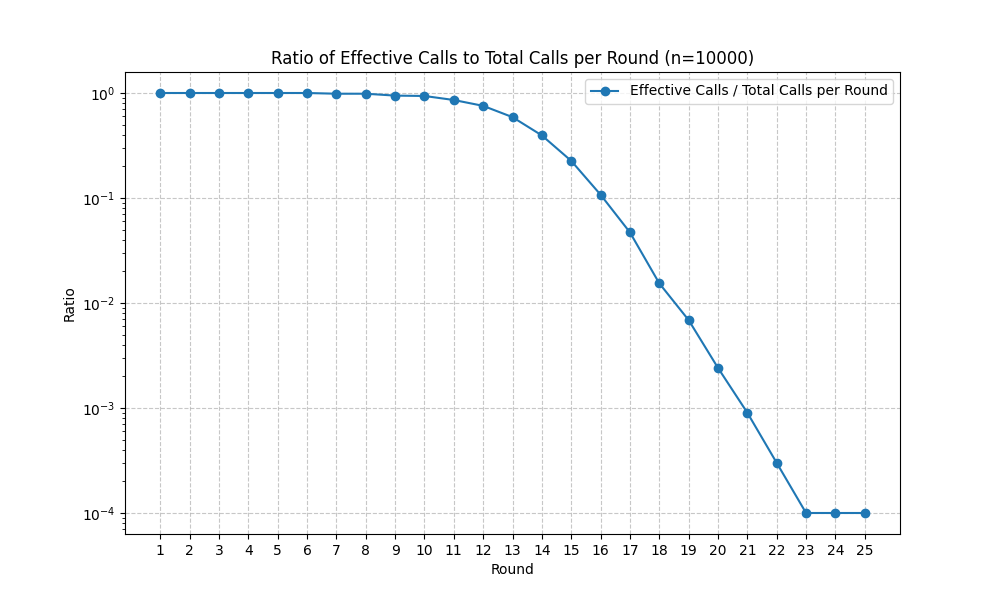 Ratio of Effective Calls to Total Calls per Round (n=10000)
Effective Calls / Total Calls per Round
Ratio
10⁰
10⁻¹
10⁻²
10⁻³
10⁻⁴
1 2 3 4 5 6 7 8 9 10 11 12 13 14 15 16 17 18 19 20 21 22 23 24 25
Round